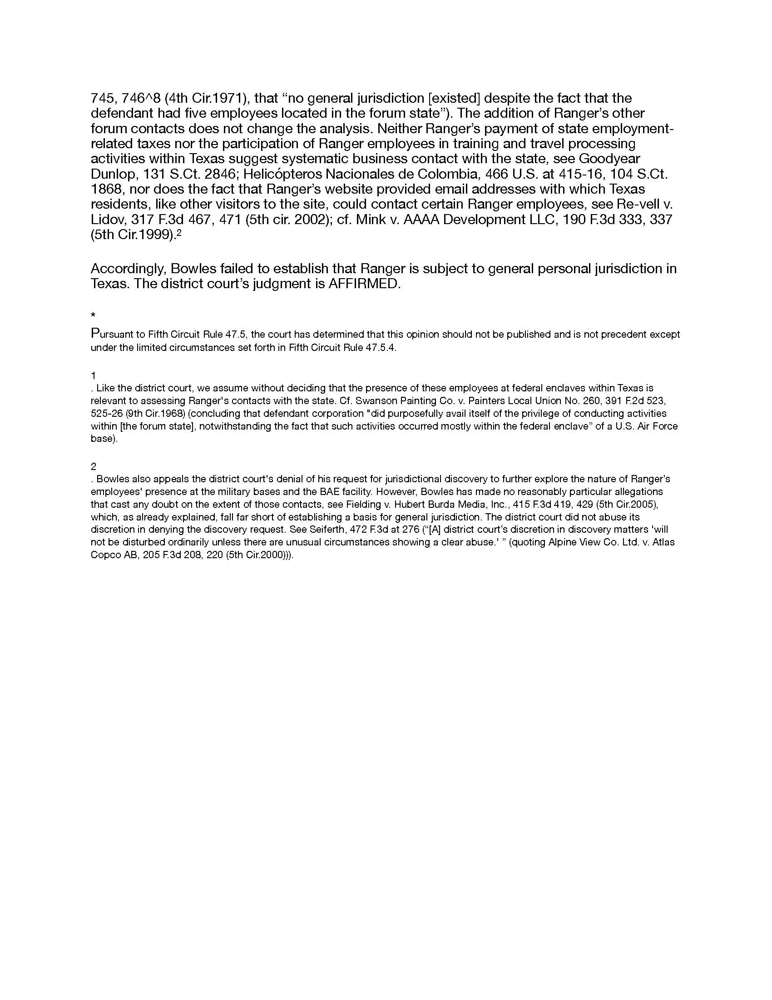 745, 746^8 (4th Cir.1971), that “no general jurisdiction [existed] despite the fact that the
defendant had five employees located in the forum state”). The addition of Ranger’s other
forum contacts does not change the analysis. Neither Ranger’s payment of state employment-
related taxes nor the participation of Ranger employees in training and travel processing
activities within Texas suggest systematic business contact with the state, see Goodyear
Dunlop, 131 S.Ct. 2846; Helicópteros Nacionales de Colombia, 466 U.S. at 415-16, 104 S.Ct.
1868, nor does the fact that Ranger’s website provided email addresses with which Texas
residents, like other visitors to the site, could contact certain Ranger employees, see Re-vell v.
Lidov, 317 F.3d 467, 471 (5th cir. 2002); cf. Mink v. AAAA Development LLC, 190 F.3d 333, 337
(5th Cir.1999).²
Accordingly, Bowles failed to establish that Ranger is subject to general personal jurisdiction in
Texas. The district court’s judgment is AFFIRMED.
*
Pursuant to Fifth Circuit Rule 47.5, the court has determined that this opinion should not be published and is not precedent except
under the limited circumstances set forth in Fifth Circuit Rule 47.5.4.
1
. Like the district court, we assume without deciding that the presence of these employees at federal enclaves within Texas is
relevant to assessing Ranger's contacts with the state. Cf. Swanson Painting Co. v. Painters Local Union No. 260, 391 F.2d 523,
525-26 (9th Cir.1968) (concluding that defendant corporation "did purposefully avail itself of the privilege of conducting activities
within [the forum state], notwithstanding the fact that such activities occurred mostly within the federal enclave” of a U.S. Air Force
base).
2
. Bowles also appeals the district court's denial of his request for jurisdictional discovery to further explore the nature of Ranger’s
employees' presence at the military bases and the BAE facility. However, Bowles has made no reasonably particular allegations
that cast any doubt on the extent of those contacts, see Fielding v. Hubert Burda Media, Inc., 415 F.3d 419, 429 (5th Cir.2005),
which, as already explained, fall far short of establishing a basis for general jurisdiction. The district court did not abuse its
discretion in denying the discovery request. See Seiferth, 472 F.3d at 276 (“[A] district court’s discretion in discovery matters 'will
not be disturbed ordinarily unless there are unusual circumstances showing a clear abuse.' ” (quoting Alpine View Co. Ltd. v. Atlas
Copco AB, 205 F.3d 208, 220 (5th Cir.2000))).